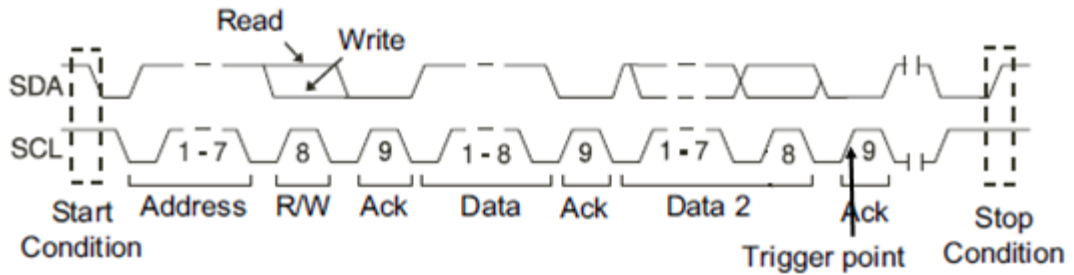 Read
Write
SDA
SCL
1 - 7
8
9
1 - 8
9
1 - 7
8
9
Start
Condition
Address
R/W
Ack
Data
Ack
Data 2
Ack
Stop
Condition
Trigger point